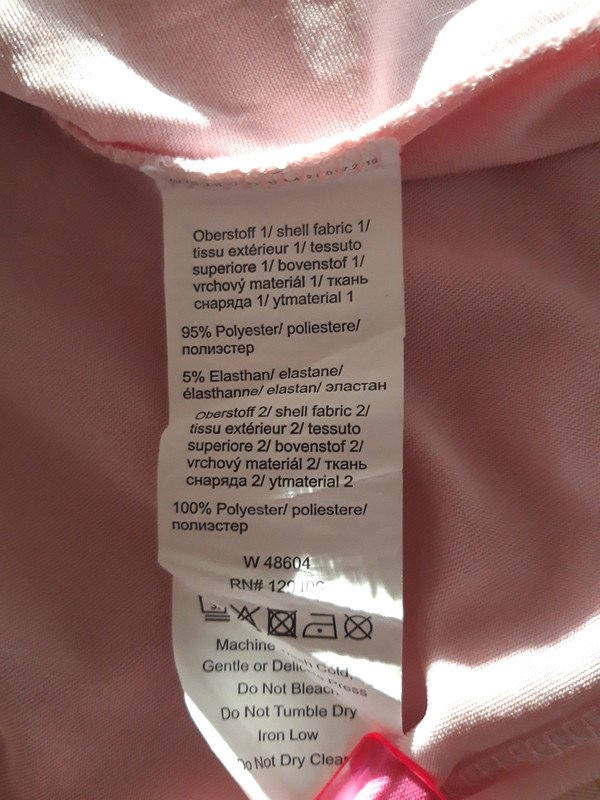 Oberstoff 1/ shell fabric 1/
tissu extérieur 1/ tessuto
superiore 1/ bovenstof 1/
vrchový materiál 1/ ткань
снаряда 1/ ytmaterial 1
95% Polyester/ poliestere/
полиэстер
5% Elasthan/ elastane/
élasthanne/ elastan/ эластан
Oberstoff 2/ shell fabric 2/
tissu extérieur 2/ tessuto
superiore 2/ bovenstof 2/
vrchový materiál 2/ ткань
снаряда 2/ ytmaterial 2
100% Polyester/ poliestere/
полиэстер
W 48604
RN#
Machine
Gentle or Cold,
Do Not Bleach Press
Do Not Tumble Dry
Iron Low
Do Not Dry Clean